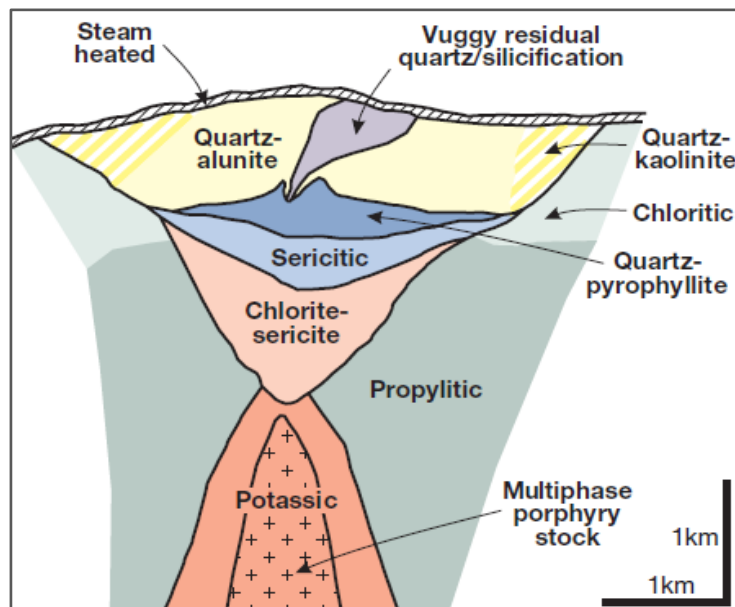 Steam
heated
Vuggy residual
quartz/silicification
Quartz-
alunite
Quartz-
kaolinite
Chloritic
Sericitic
Quartz-
pyrophyllite
Chlorite-
sericite
Propylitic
Potassic
Multiphase
porphyry
stock
1km
1km